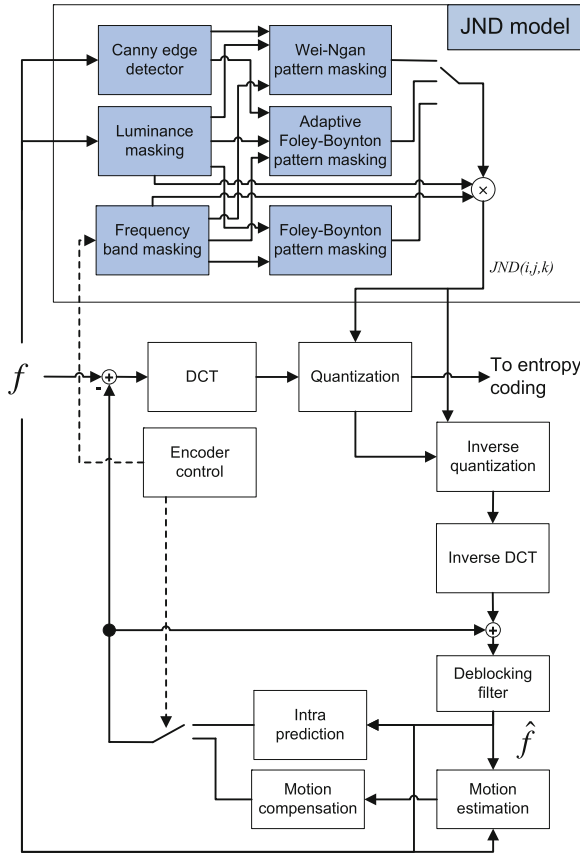 JND model
Canny edge
detector
Wei-Ngan
pattern masking
Luminance
masking
Adaptive
Foley-Boynton
pattern masking
×
Frequency
band masking
Foley-Boynton
pattern masking
JND(i,j,k)
f
+
-
DCT
Quantization
To entropy
coding
Encoder
control
Inverse
quantization
Inverse DCT
+
Deblocking
filter
Intra
prediction
f̂
Motion
compensation
Motion
estimation